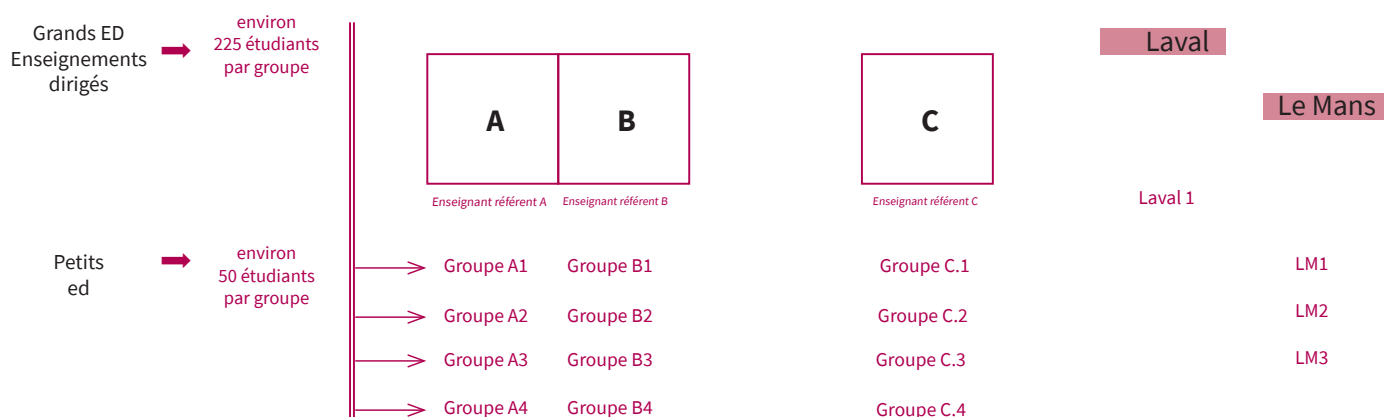 Grands ED
Enseignements
dirigés
environ
225 étudiants
par groupe
A
B
C
Laval
Le Mans
Enseignant référent A
Enseignant référent B
Enseignant référent C
Laval 1
Petits
ed
environ
50 étudiants
par groupe
Groupe A1
Groupe B1
Groupe C.1
LM1
Groupe A2
Groupe B2
Groupe C.2
LM2
Groupe A3
Groupe B3
Groupe C.3
LM3
Groupe A4
Groupe B4
Groupe C.4